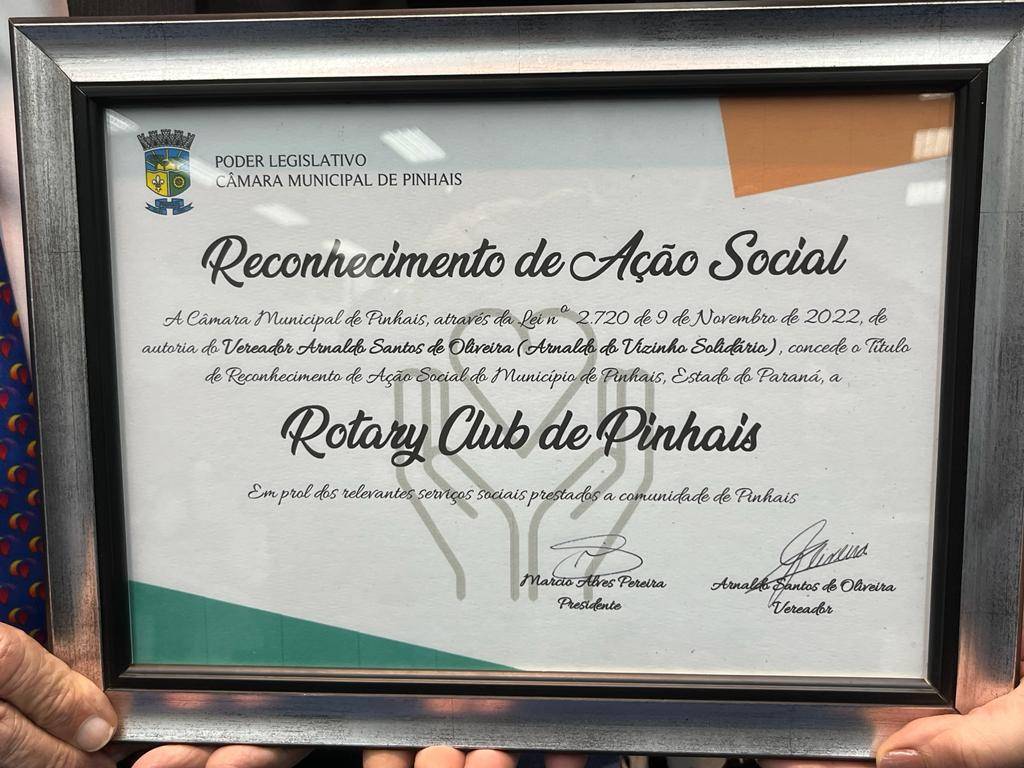 PODER LEGISLATIVO
CÂMARA MUNICIPAL DE PINHAIS
Reconhecimento de Ação Social
A Câmara Municipal de Pinhais, através da Lei nº 2.720 de 9 de Novembro de 2022, de
autoria do Vereador Arnaldo Santos de Oliveira (Arnaldo do Vizinho Solidário), concede o Título
de Reconhecimento de Ação Social do Município de Pinhais, Estado do Paraná, a
Rotary Club de Pinhais
Em prol dos relevantes serviços sociais prestados a comunidade de Pinhais
Marcio Alves Pereira
Presidente
Arnaldo Santos de Oliveira
Vereador